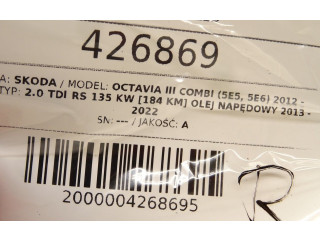 426869
A: SKODA / MODEL: OCTAVIA III COMBI (5E5, 5E6) 2012 -
TYP: 2.0 TDI RS 135 KW [184 KM] OLEJ NAPĘDOWY 2013 -
2022
SN: --- / JAKOŚĆ: A
2000004268695
R